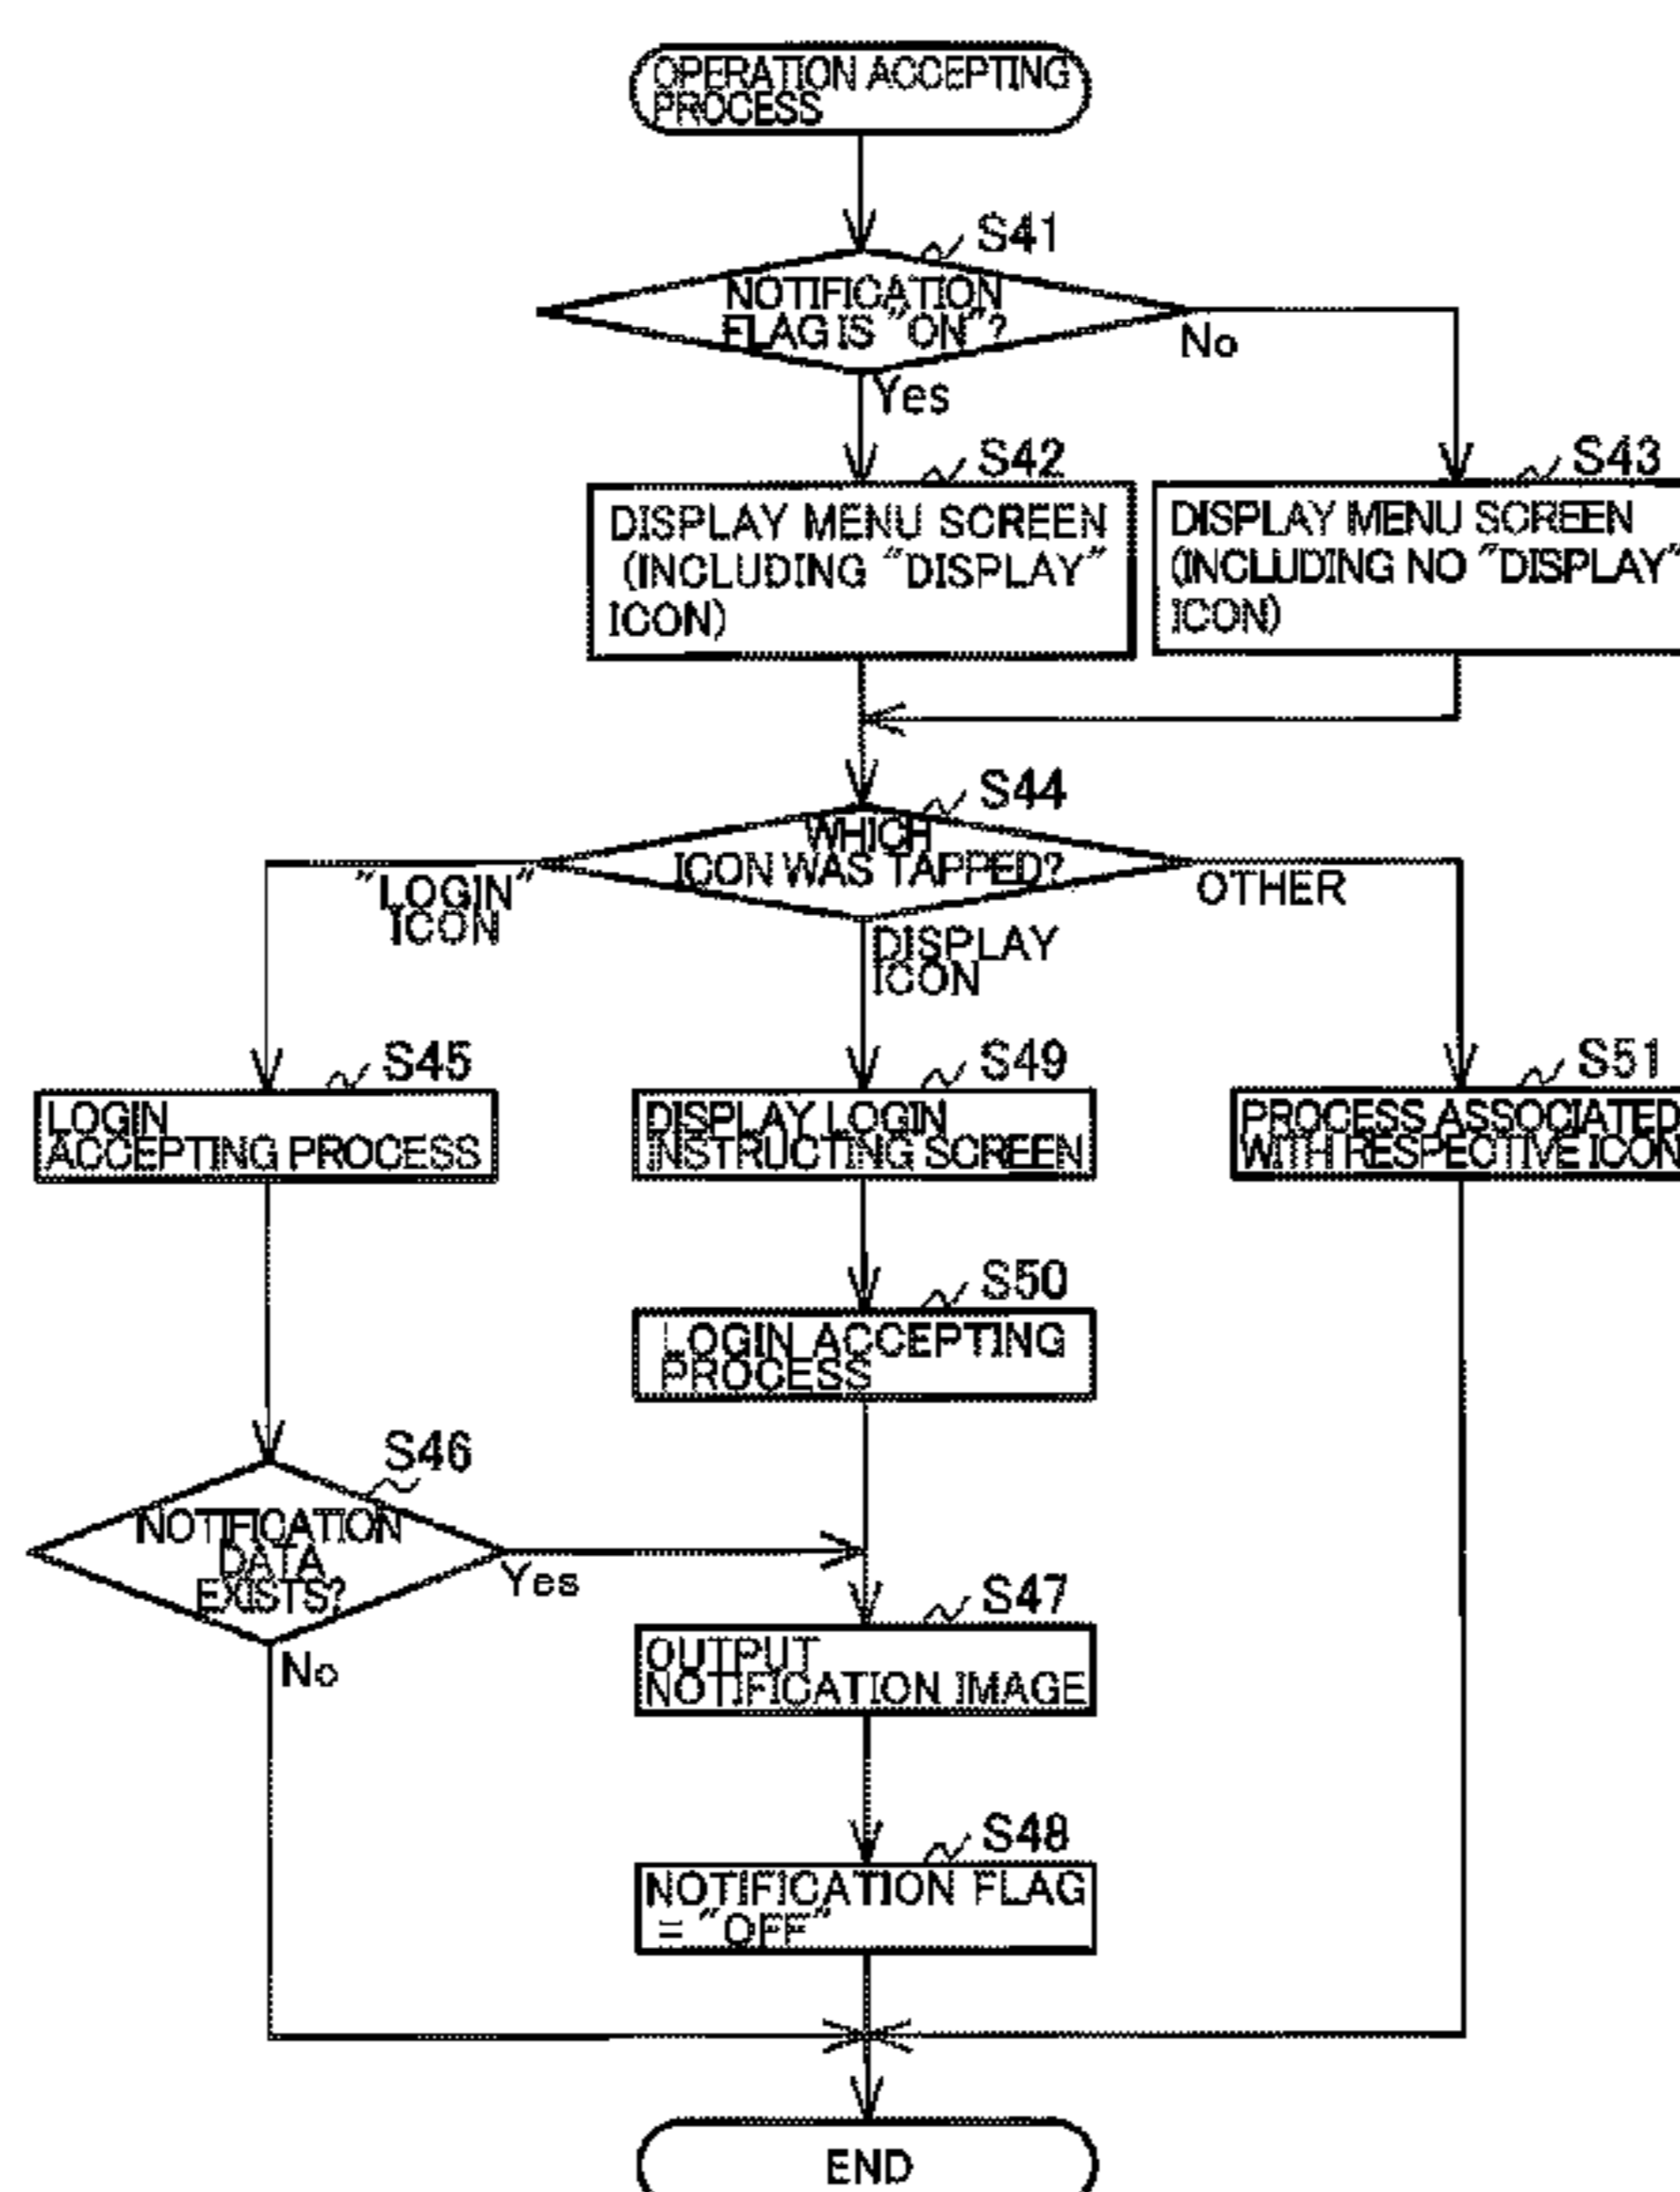 OPERATION ACCEPTING
PROCESS
S41
NOTIFICATION
FLAG IS "ON"?
No
Yes
S42
DISPLAY MENU SCREEN
(INCLUDING "DISPLAY"
ICON)
S43
DISPLAY MENU SCREEN
(INCLUDING NO "DISPLAY"
ICON)
S44
WHICH
ICON WAS TAPPED?
"LOGIN"
ICON
DISPLAY
ICON
OTHER
S45
LOGIN
ACCEPTING PROCESS
S49
DISPLAY LOGIN
INSTRUCTING SCREEN
S51
PROCESS ASSOCIATED
WITH RESPECTIVE ICON
S50
LOGIN ACCEPTING
PROCESS
S46
NOTIFICATION
DATA
EXISTS?
Yes
No
S47
OUTPUT
NOTIFICATION IMAGE
S48
NOTIFICATION FLAG
= "OFF"
END